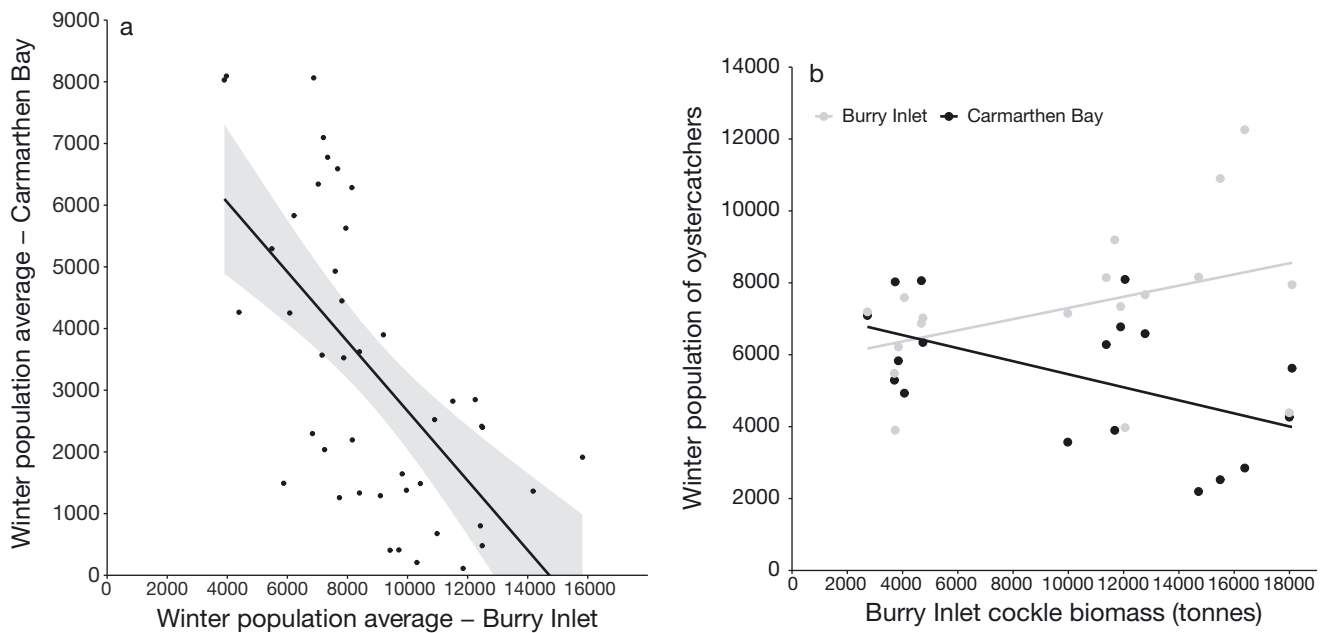 a
9000
8000
7000
6000
5000
4000
3000
2000
1000
0
Winter population average – Carmarthen Bay
0 2000 4000 6000 8000 10000 12000 14000 16000
Winter population average – Burry Inlet
b
14000
12000
10000
8000
6000
4000
2000
0
Winter population of oystercatchers
Burry Inlet Carmarthen Bay
0 2000 4000 6000 8000 10000 12000 14000 16000 18000
Burry Inlet cockle biomass (tonnes)